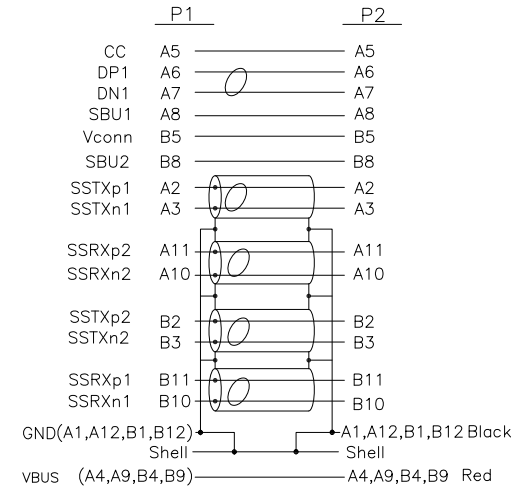 P1 P2
CC A5 A5
DP1 A6 A6
DN1 A7 A7
SBU1 A8 A8
Vconn B5 B5
SBU2 B8 B8
SSTXp1 A2 A2
SSTXn1 A3 A3
SSRXp2 A11 A11
SSRXn2 A10 A10
SSTXp2 B2 B2
SSTXn2 B3 B3
SSRXp1 B11 B11
SSRXn1 B10 B10
GND(A1,A12,B1,B12) A1,A12,B1,B12 Black
Shell Shell
VBUS (A4,A9,B4,B9) A4,A9,B4,B9 Red